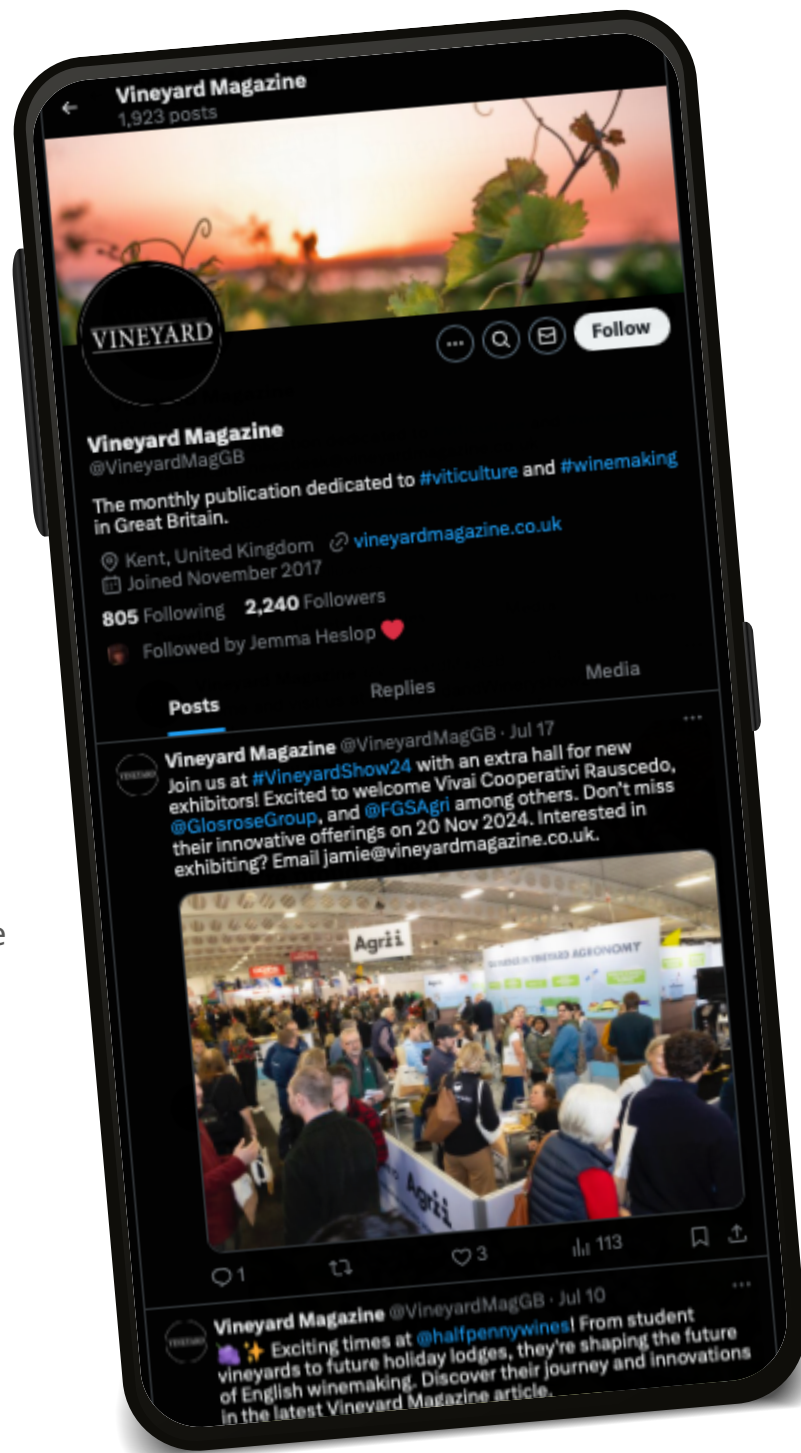 Vineyard Magazine
1,923 posts
VINEYARD
Follow
Vineyard Magazine
@VineyardMagGB
The monthly publication dedicated to #viticulture and #winemaking
in Great Britain.
Kent, United Kingdom vineyardmagazine.co.uk
Joined November 2017
805 Following 2,240 Followers
Followed by Jemma Heslop ❤️
Posts Replies Media
Vineyard Magazine @VineyardMagGB · Jul 17
Join us at #VineyardShow24 with an extra hall for new
exhibitors! Excited to welcome Vivai Cooperativi Rauscedo,
@GlosroseGroup, and @FGSAgri among others. Don't miss
their innovative offerings on 20 Nov 2024. Interested in
exhibiting? Email jamie@vineyardmagazine.co.uk.
Agrii
IN VINEYARD AGRONOMY
Agrii
1 3 113
Vineyard Magazine @VineyardMagGB · Jul 10
🍇✨ Exciting times at @halfpennywines! From student
vineyards to future holiday lodges, they're shaping the future
of English winemaking. Discover their journey and innovations
in the latest Vineyard Magazine article.
e